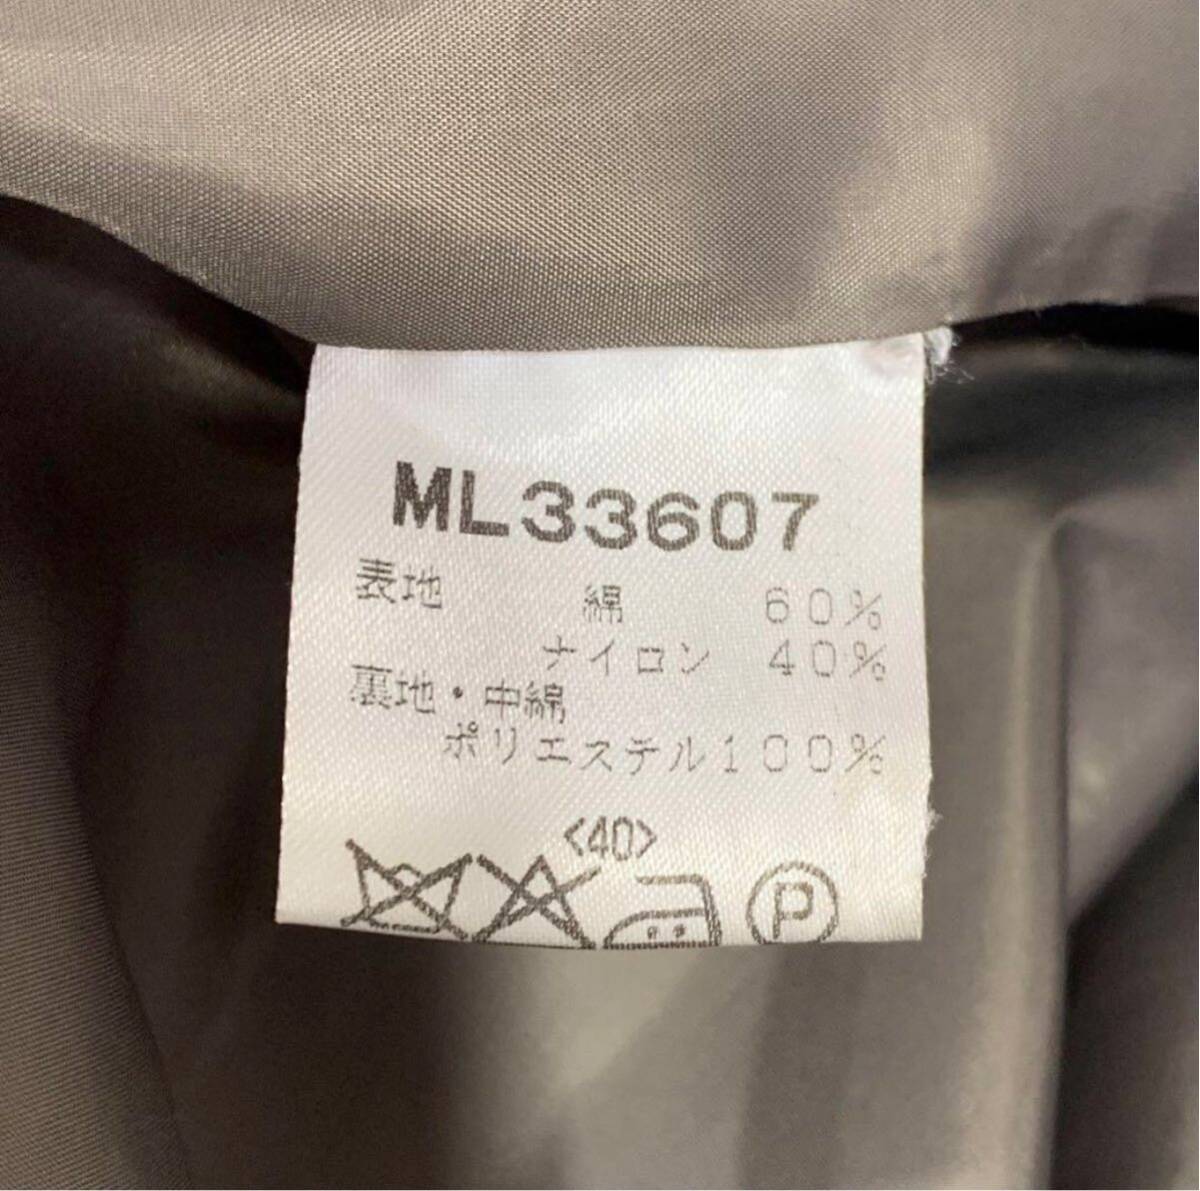 ML33607
表地 綿 60%
ナイロン 40%
裏地・中綿
ポリエステル100%
<40>
P